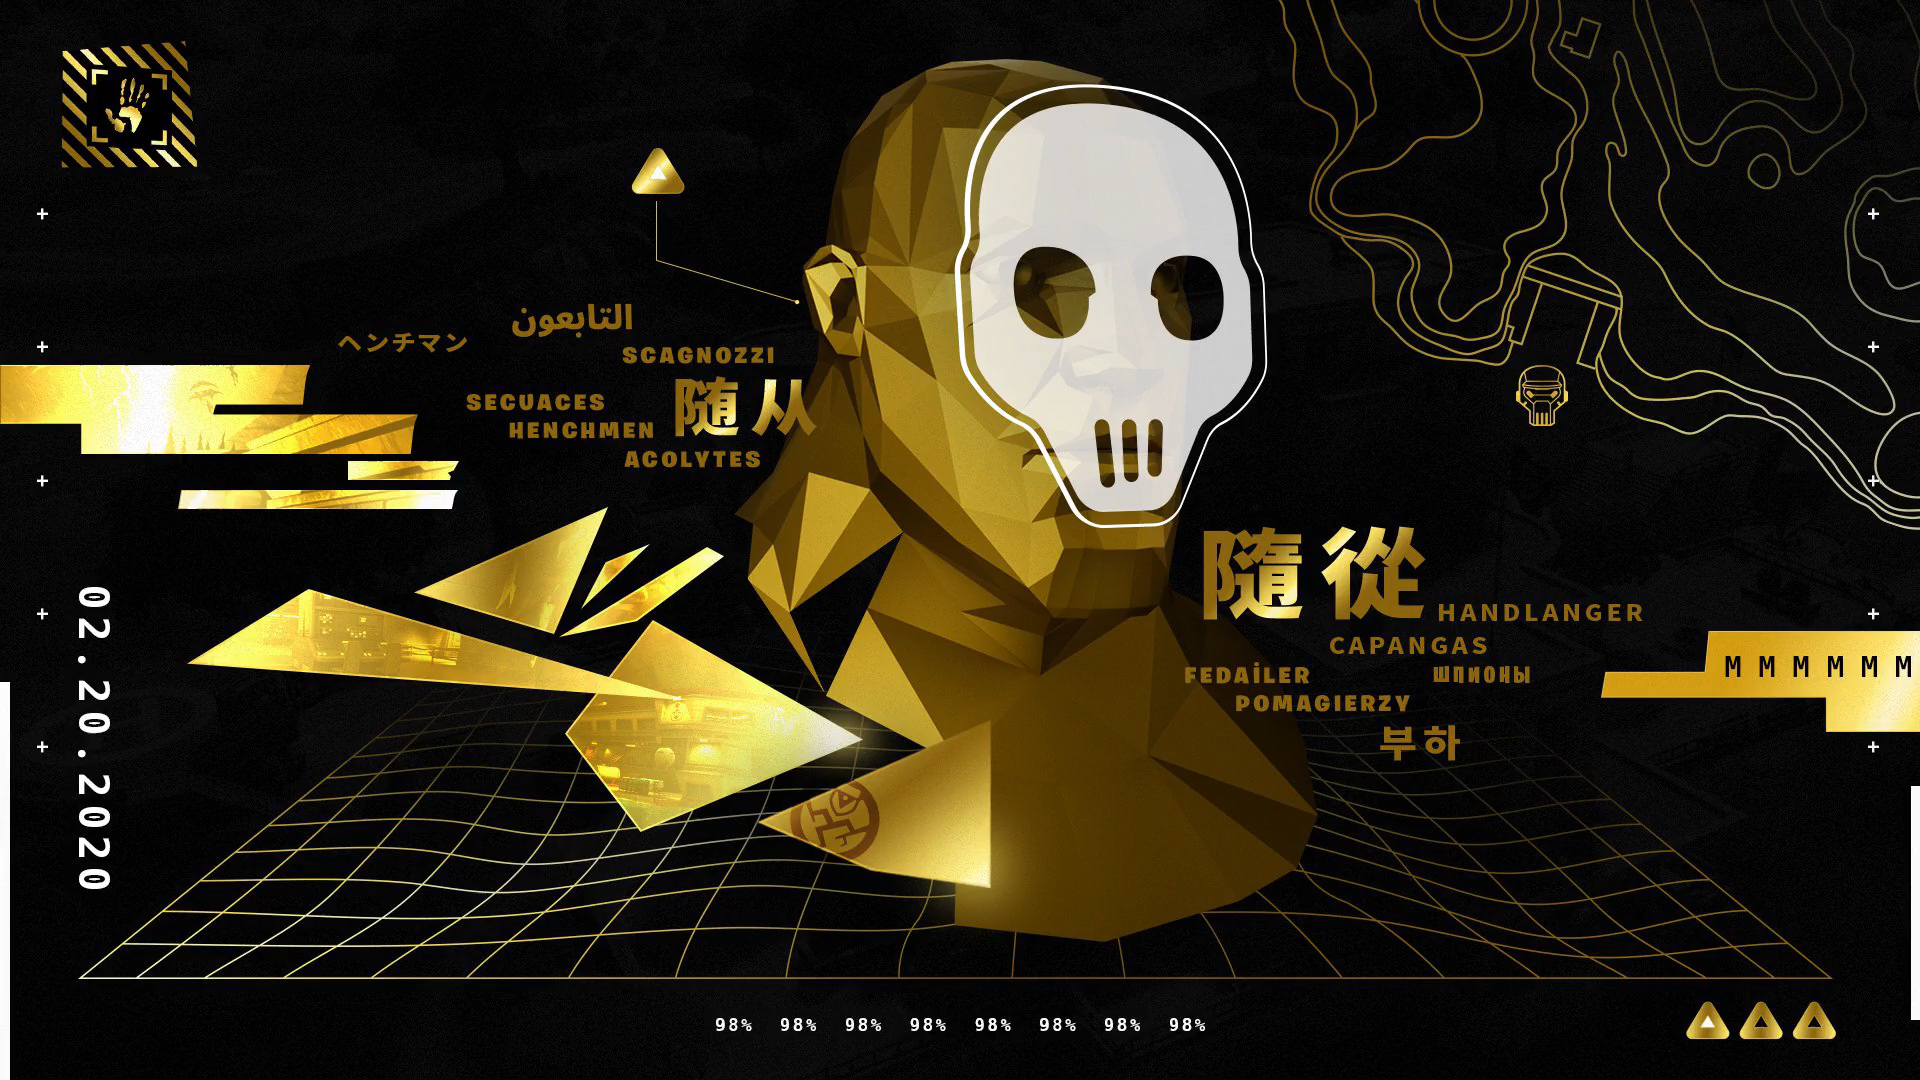 التابعون
ヘンチマン
SCAGNOZZI
SECUACES
随从
HENCHMEN
ACOLYTES
隨從
HANDLANGER
CAPANGAS
FEDAİLER
шпионы
POMAGIERZY
부하
M M M M M M
02.20.2020
98% 98% 98% 98% 98% 98% 98% 98%